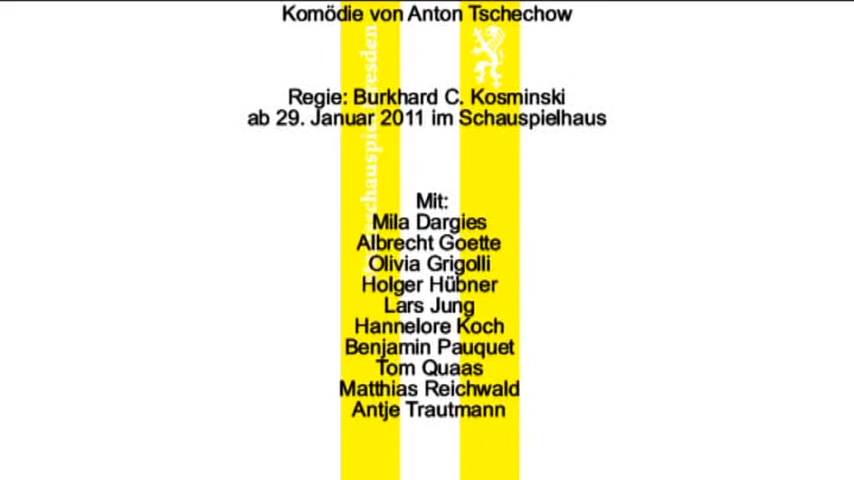 Komödie von Anton Tschechow
Regie: Burkhard C. Kosminski
ab 29. Januar 2011 im Schauspielhaus
Mit:
Mila Dargies
Albrecht Goette
Olivia Grigolli
Holger Hübner
Lars Jung
Hannelore Koch
Benjamin Pauquet
Tom Quaas
Matthias Reichwald
Antje Trautmann